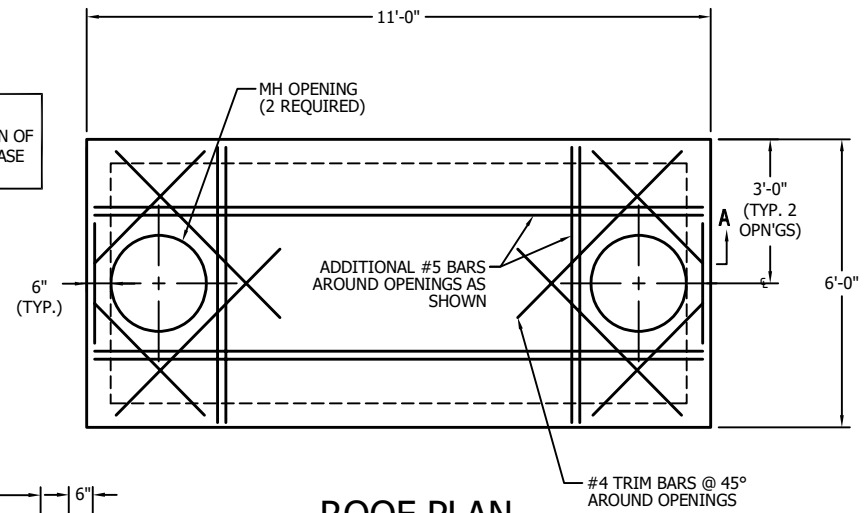 11'-0"
MH OPENING
(2 REQUIRED)
N OF
ASE
3'-0"
(TYP. 2
OPN'GS)
A
ADDITIONAL #5 BARS
AROUND OPENINGS AS
SHOWN
6"
(TYP.)
℄
6'-0"
6"
#4 TRIM BARS @ 45°
AROUND OPENINGS
ROOF PLAN